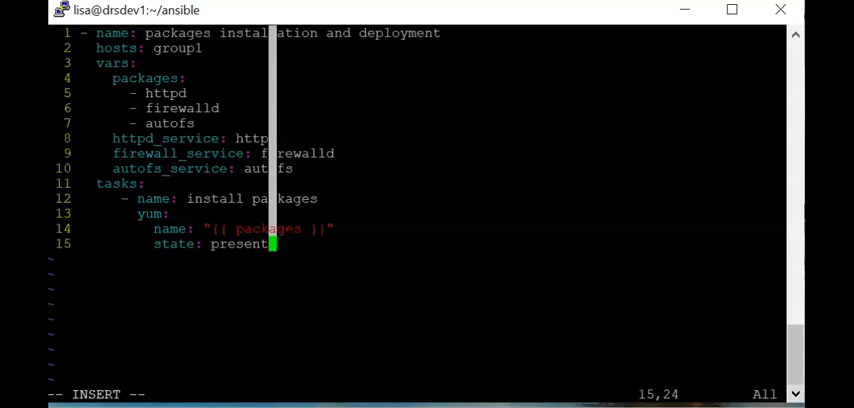 lisa@drsdev1:~/ansible
1 - name: packages installation and deployment
2   hosts: group1
3   vars:
4     packages:
5       - httpd
6       - firewalld
7       - autofs
8     httpd_service: http
9     firewall_service: firewalld
10     autofs_service: autofs
11   tasks:
12      - name: install packages
13        yum:
14          name: "{{ packages }}"
15          state: present
~
~
~
~
~
~
~
~
~
-- INSERT --                    15,24          All